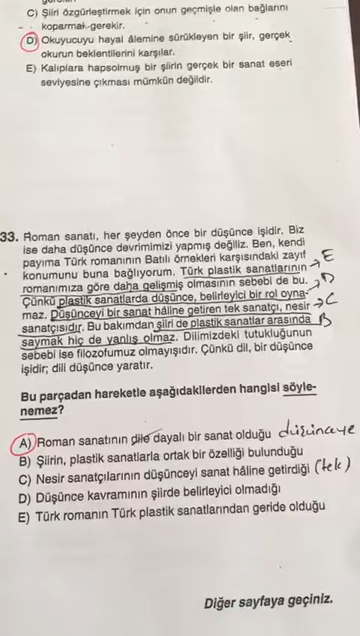 C) Şiiri özgürleştirmek için onun geçmişle olan bağlarını
koparmak gerekir.
D) Okuyucuyu hayal âlemine sürükleyen bir şiir, gerçek
okurun beklentilerini karşılar.
E) Kalıplara hapsolmuş bir şiirin gerçek bir sanat eseri
seviyesine çıkması mümkün değildir.
33. Roman sanatı, her şeyden önce bir düşünce işidir. Biz
ise daha düşünce devrimimizi yapmış değiliz. Ben, kendi
payıma Türk romanının Batılı örnekleri karşısındaki zayıf
konumunu buna bağlıyorum. Türk plastik sanatlarının → E
romanımıza göre daha gelişmiş olmasının sebebi de bu.
Çünkü plastik sanatlarda düşünce, belirleyici bir rol oyna- → D
maz. Düşünceyi bir sanat hâline getiren tek sanatçı, nesir → C
sanatçısıdır. Bu bakımdan şiiri de plastik sanatlar arasında B
saymak hiç de yanlış olmaz. Dilimizdeki tutukluğunun
sebebi ise filozofumuz olmayışıdır. Çünkü dil, bir düşünce
işidir; dili düşünce yaratır.
Bu parçadan hareketle aşağıdakilerden hangisi söyle-
nemez?
A) Roman sanatının dile dayalı bir sanat olduğu düşünceye
B) Şiirin, plastik sanatlarla ortak bir özelliği bulunduğu
C) Nesir sanatçılarının düşünceyi sanat hâline getirdiği (tek)
D) Düşünce kavramının şiirde belirleyici olmadığı
E) Türk romanın Türk plastik sanatlarından geride olduğu
Diğer sayfaya geçiniz.